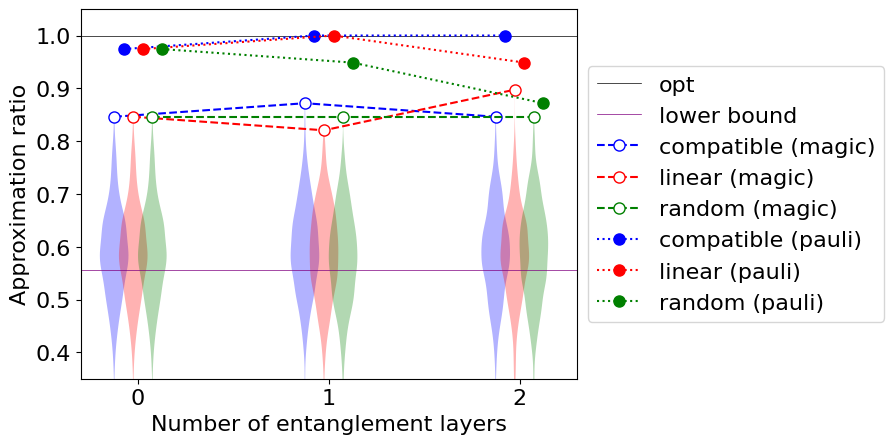 1.0
0.9
0.8
0.7
0.6
0.5
0.4
Approximation ratio
0 1 2
Number of entanglement layers
opt
lower bound
compatible (magic)
linear (magic)
random (magic)
compatible (pauli)
linear (pauli)
random (pauli)